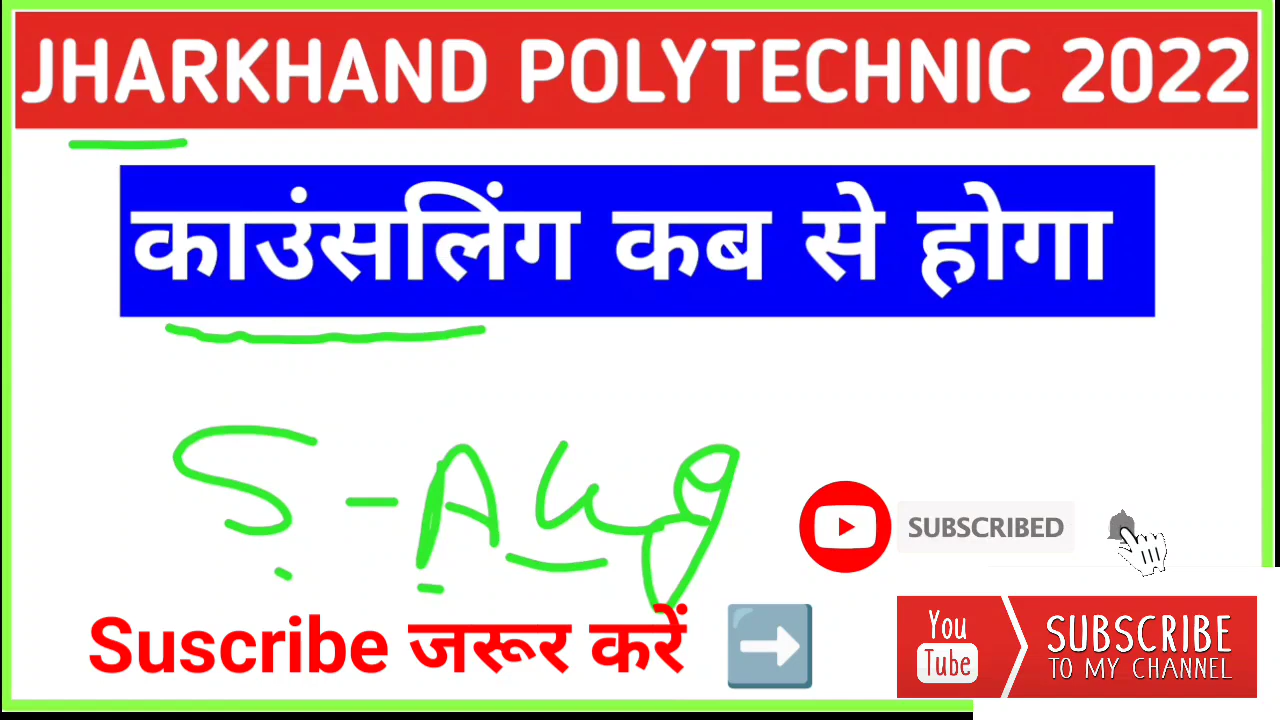 JHARKHAND POLYTECHNIC 2022
काउंसलिंग कब से होगा
5-Aug
SUBSCRIBED
Suscribe जरूर करें
You
Tube
SUBSCRIBE
TO MY CHANNEL